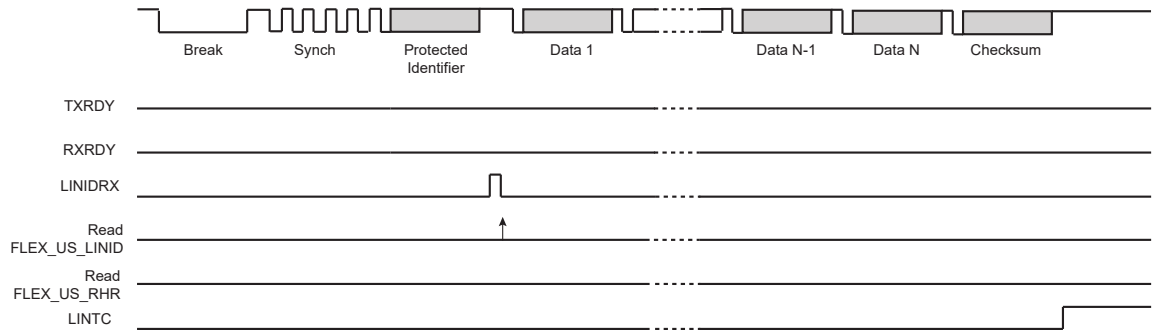 Break
Synch
Protected
Identifier
Data 1
Data N-1
Data N
Checksum
TXRDY
RXRDY
LINIDRX
Read
FLEX_US_LINID
Read
FLEX_US_RHR
LINTC